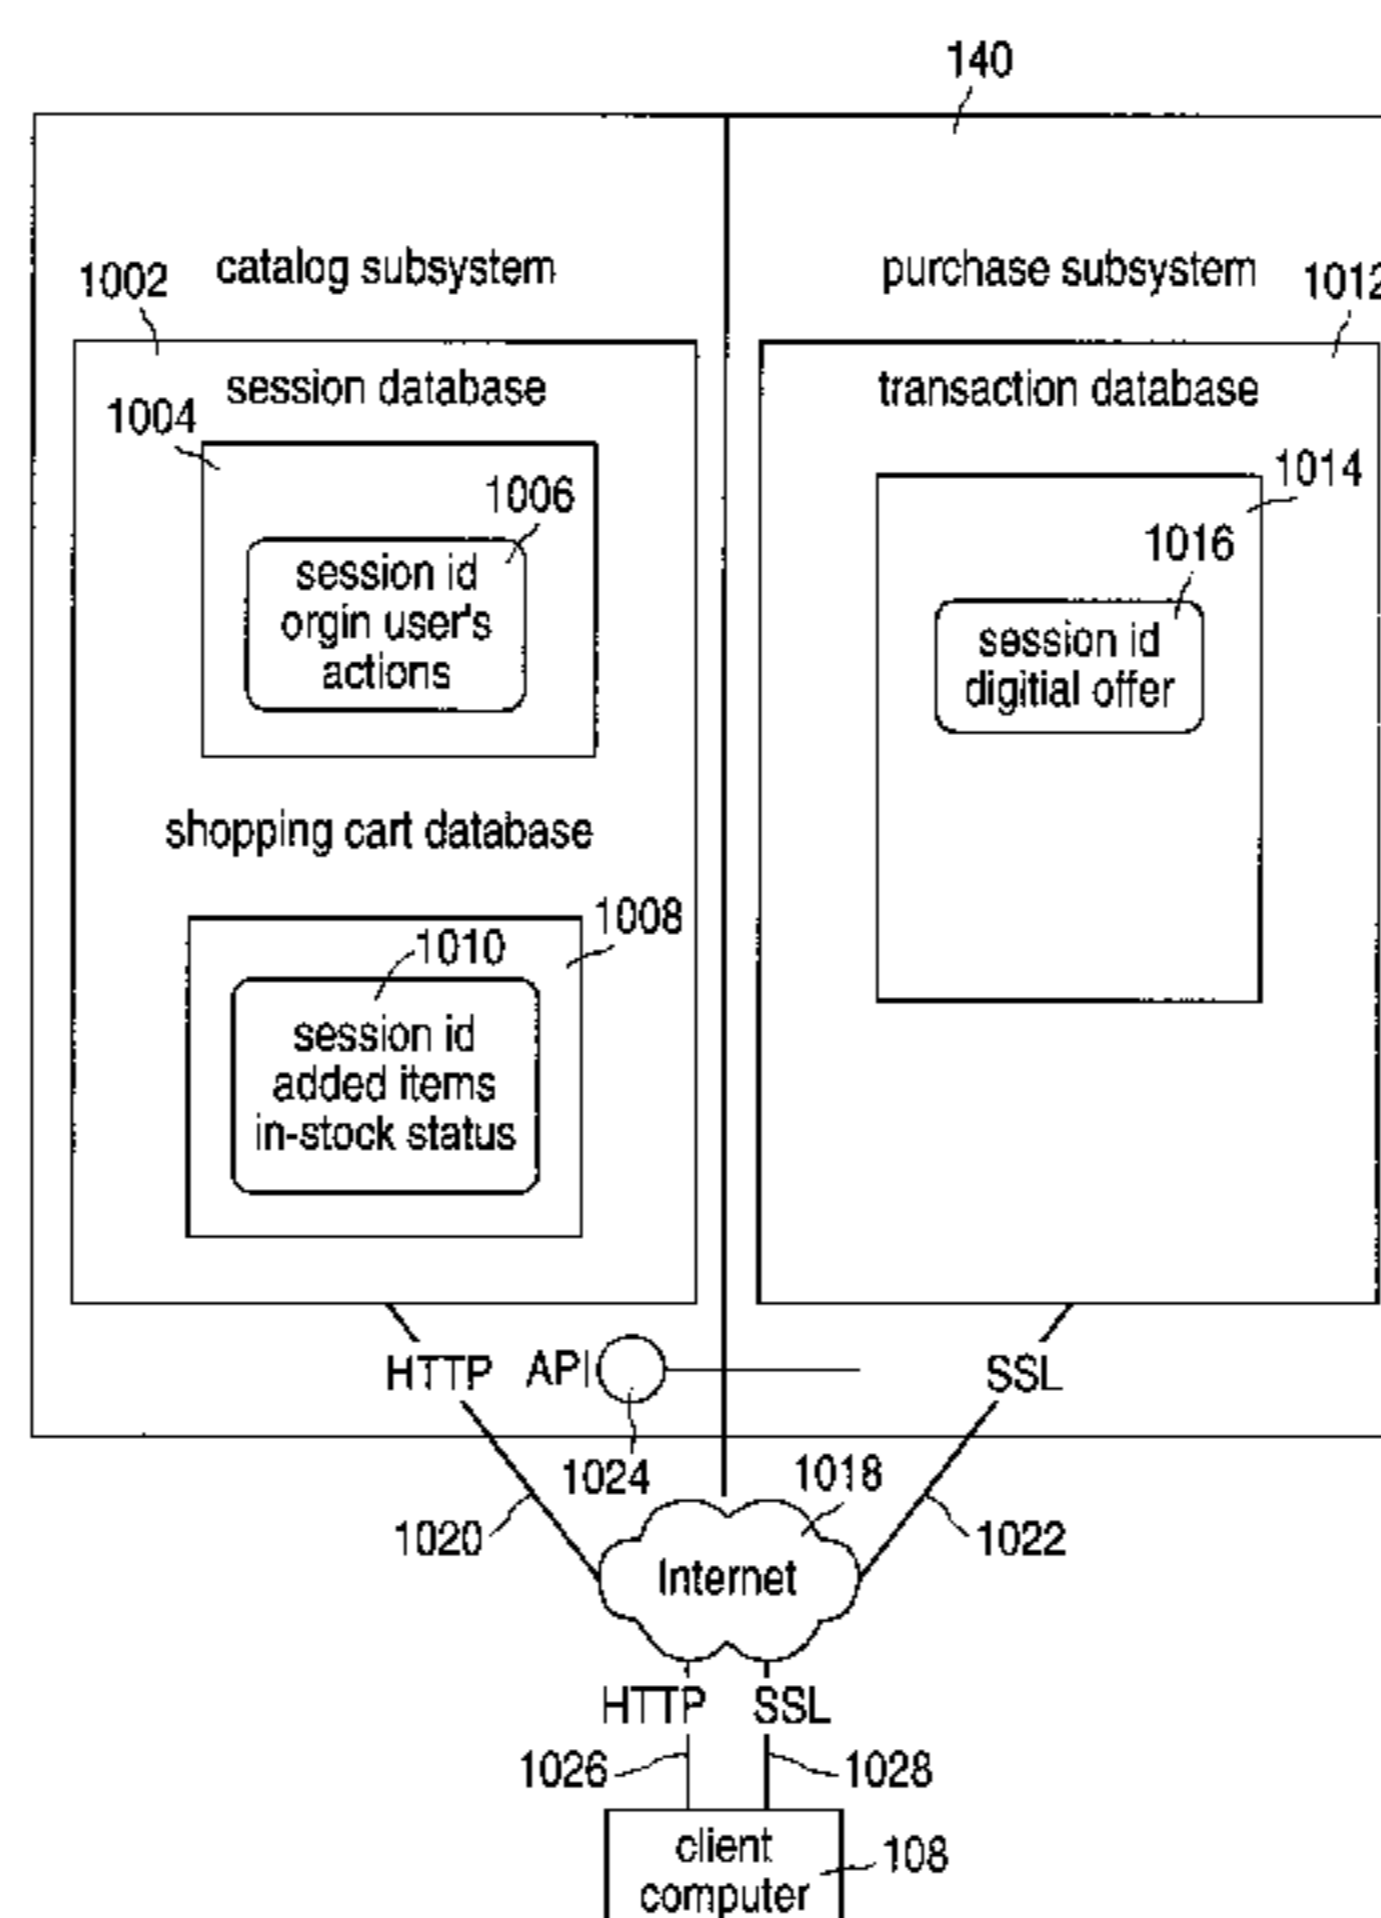 140
catalog subsystem
purchase subsystem
1002
1012
session database
transaction database
1004
1006
session id
orgin user's
actions
1014
1016
session id
digitial offer
shopping cart database
1008
1010
session id
added items
in-stock status
HTTP
API
SSL
1024
1018
1020
1022
Internet
HTTP
SSL
1026
1028
client
computer
108